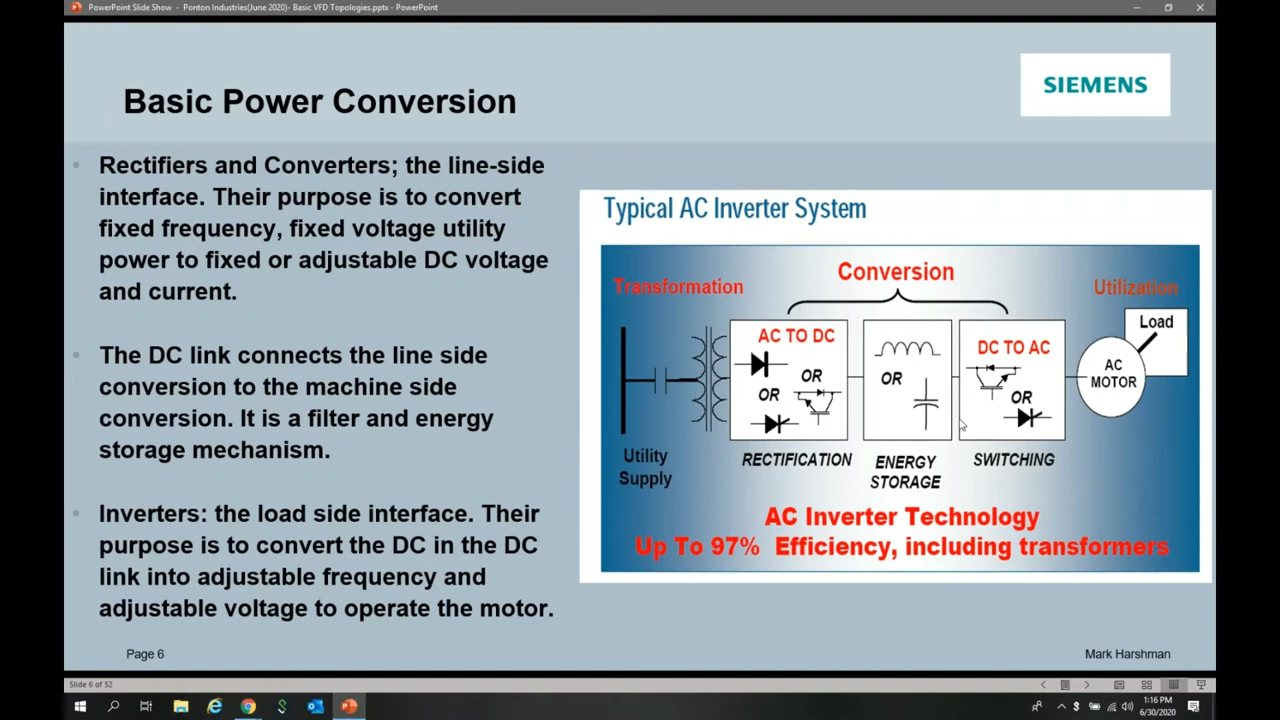 PowerPoint Slide Show - Ponton Industries(June 2020)- Basic VFD Topologies.pptx - PowerPoint
Basic Power Conversion
SIEMENS
Rectifiers and Converters; the line-side
interface. Their purpose is to convert
fixed frequency, fixed voltage utility
power to fixed or adjustable DC voltage
and current.
The DC link connects the line side
conversion to the machine side
conversion. It is a filter and energy
storage mechanism.
Inverters: the load side interface. Their
purpose is to convert the DC in the DC
link into adjustable frequency and
adjustable voltage to operate the motor.
Typical AC Inverter System
Conversion
Transformation
Utilization
AC TO DC
OR
OR
OR
DC TO AC
OR
Load
AC
MOTOR
Utility
Supply
RECTIFICATION
ENERGY
STORAGE
SWITCHING
AC Inverter Technology
Up To 97% Efficiency, including transformers
Page 6
Mark Harshman
Slide 6 of 52
1:16 PM
6/30/2020